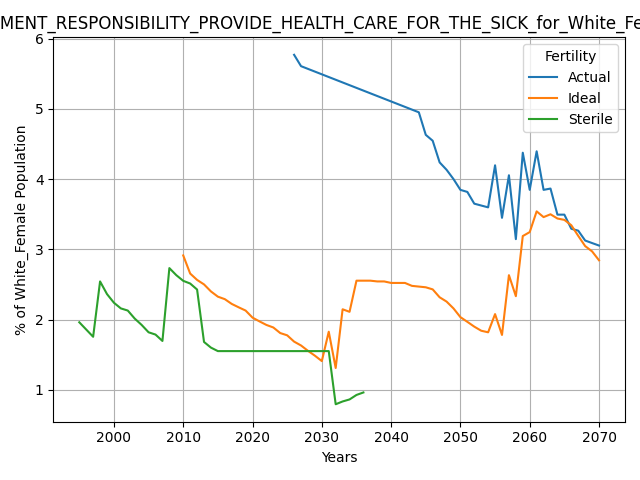 MENT_RESPONSIBILITY_PROVIDE_HEALTH_CARE_FOR_THE_SICK_for_White_Fe
Fertility
Actual
Ideal
Sterile
% of White_Female Population
6
5
4
3
2
1
2000 2010 2020 2030 2040 2050 2060 2070
Years